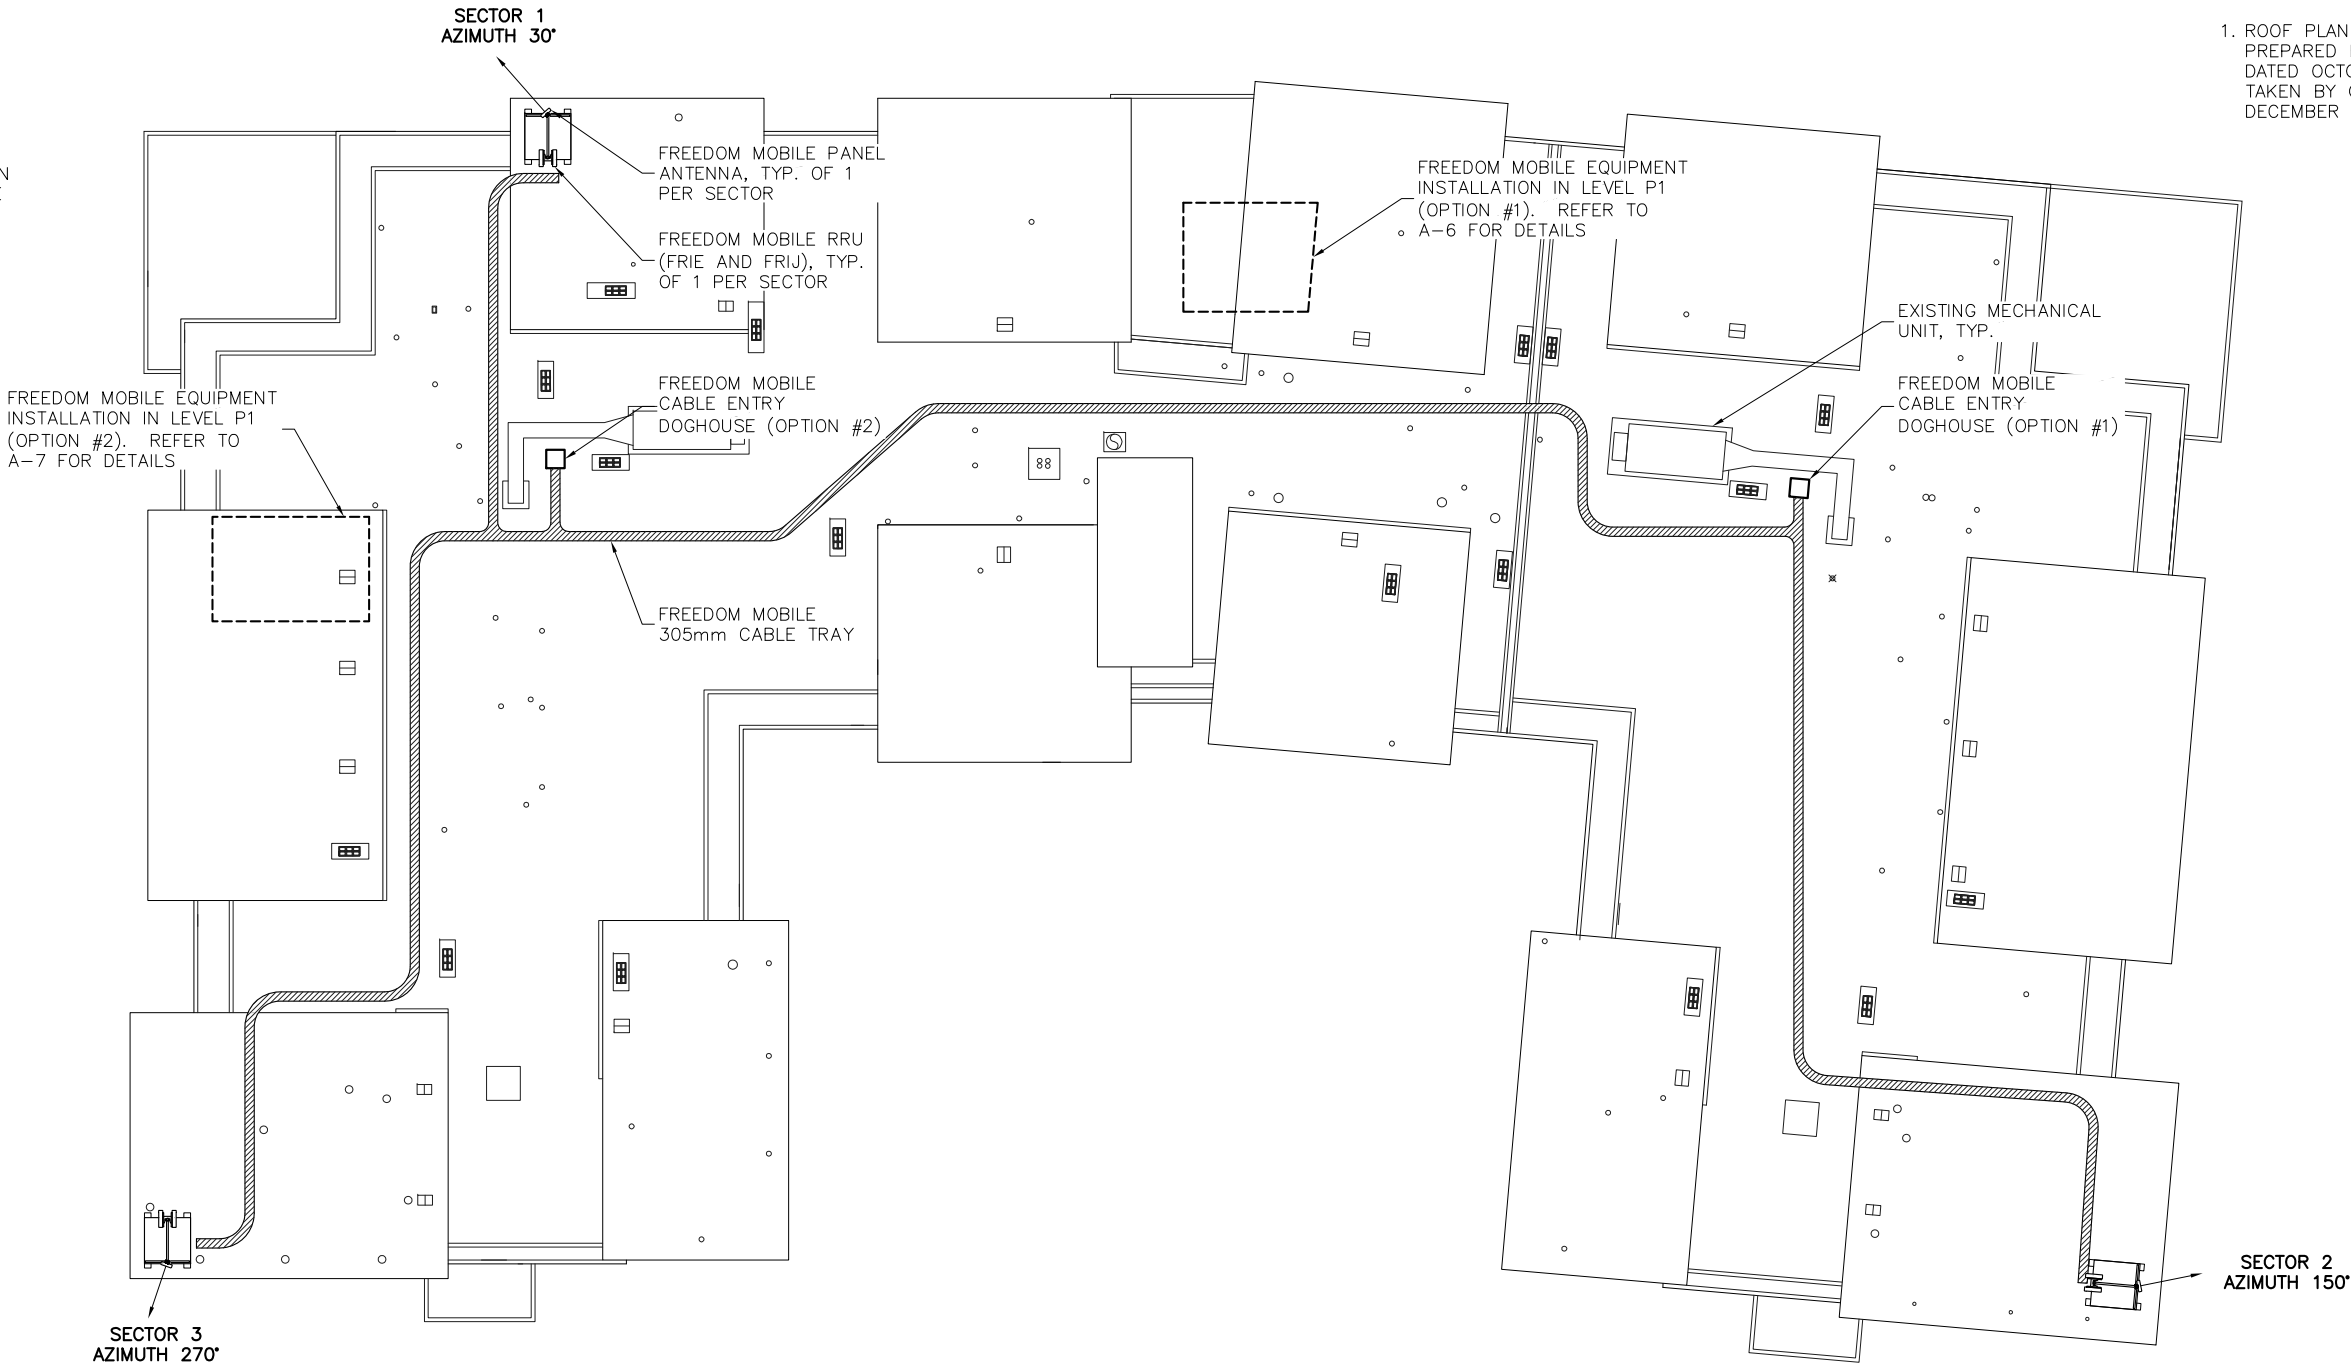 SECTOR 1
AZIMUTH 30°
1. ROOF PLAN
PREPARED
DATED OCTO
TAKEN BY
DECEMBER
FREEDOM MOBILE PANEL
ANTENNA, TYP. OF 1
PER SECTOR
FREEDOM MOBILE RRU
(FRIE AND FRIJ), TYP.
OF 1 PER SECTOR
FREEDOM MOBILE EQUIPMENT
INSTALLATION IN LEVEL P1
(OPTION #1). REFER TO
A-6 FOR DETAILS
EXISTING MECHANICAL
UNIT, TYP.
FREEDOM MOBILE EQUIPMENT
INSTALLATION IN LEVEL P1
(OPTION #2). REFER TO
A-7 FOR DETAILS
FREEDOM MOBILE
CABLE ENTRY
DOGHOUSE (OPTION #2)
FREEDOM MOBILE
CABLE ENTRY
DOGHOUSE (OPTION #1)
FREEDOM MOBILE
305mm CABLE TRAY
SECTOR 2
AZIMUTH 150°
SECTOR 3
AZIMUTH 270°